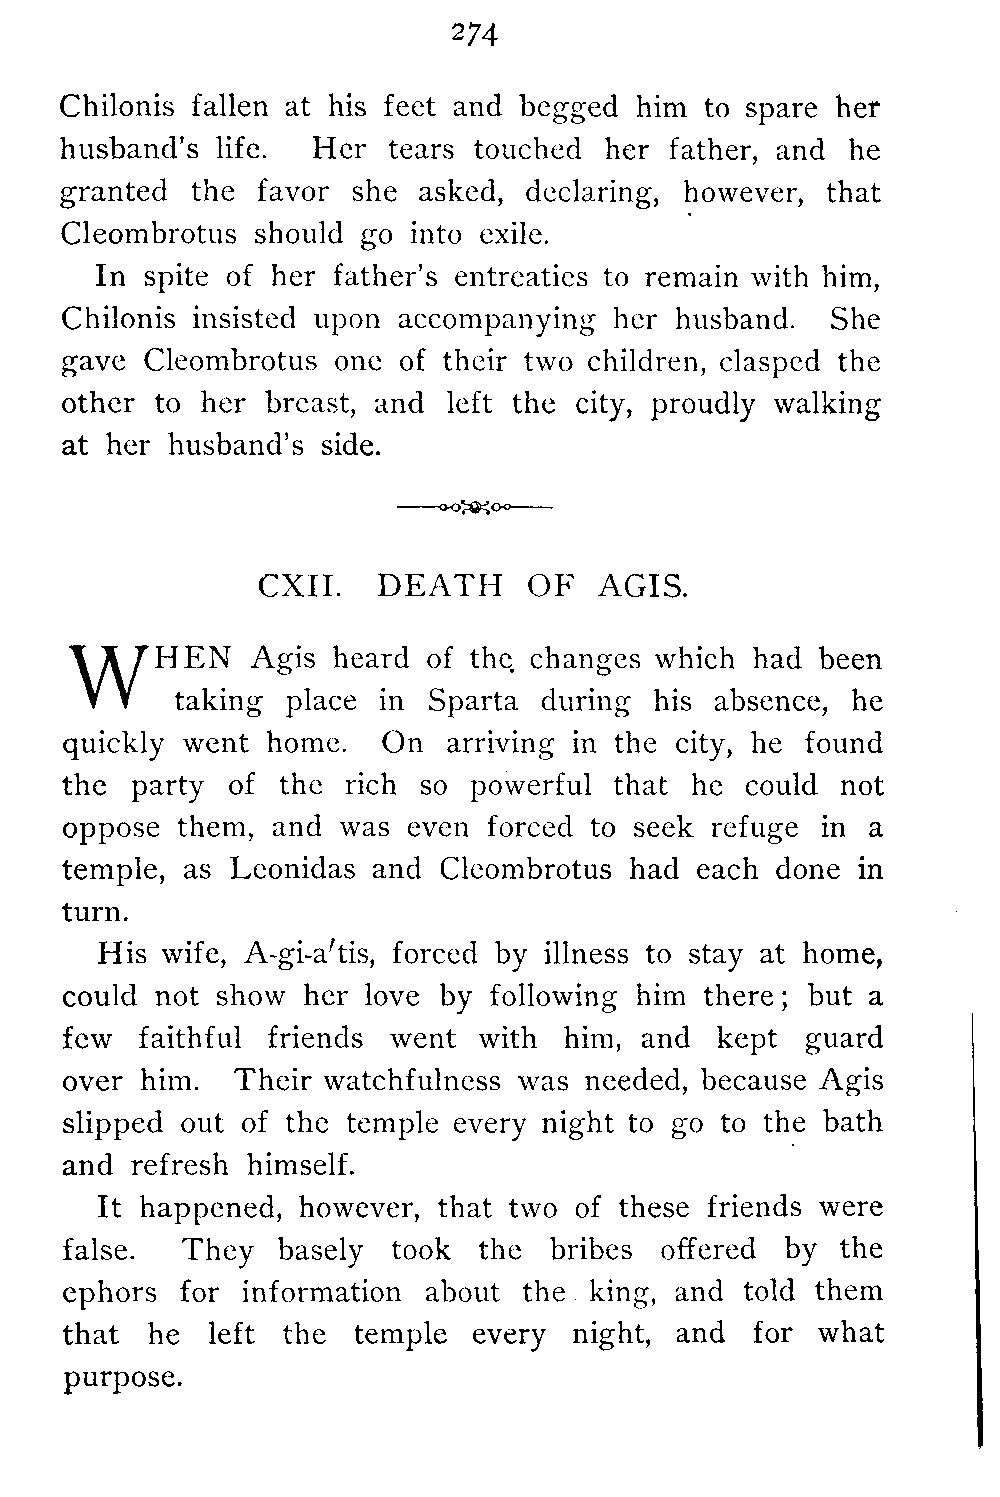 274
Chilonis fallen at his feet and begged him to spare her
husband's life. Her tears touched her father, and he
granted the favor she asked, declaring, however, that
Cleombrotus should go into exile.
In spite of her father's entreaties to remain with him,
Chilonis insisted upon accompanying her husband. She
gave Cleombrotus one of their two children, clasped the
other to her breast, and left the city, proudly walking
at her husband's side.
CXII. DEATH OF AGIS.
WHEN Agis heard of the changes which had been
taking place in Sparta during his absence, he
quickly went home. On arriving in the city, he found
the party of the rich so powerful that he could not
oppose them, and was even forced to seek refuge in a
temple, as Leonidas and Cleombrotus had each done in
turn.
His wife, A-gi-a'tis, forced by illness to stay at home,
could not show her love by following him there; but a
few faithful friends went with him, and kept guard
over him. Their watchfulness was needed, because Agis
slipped out of the temple every night to go to the bath
and refresh himself.
It happened, however, that two of these friends were
false. They basely took the bribes offered by the
ephors for information about the king, and told them
that he left the temple every night, and for what
purpose.